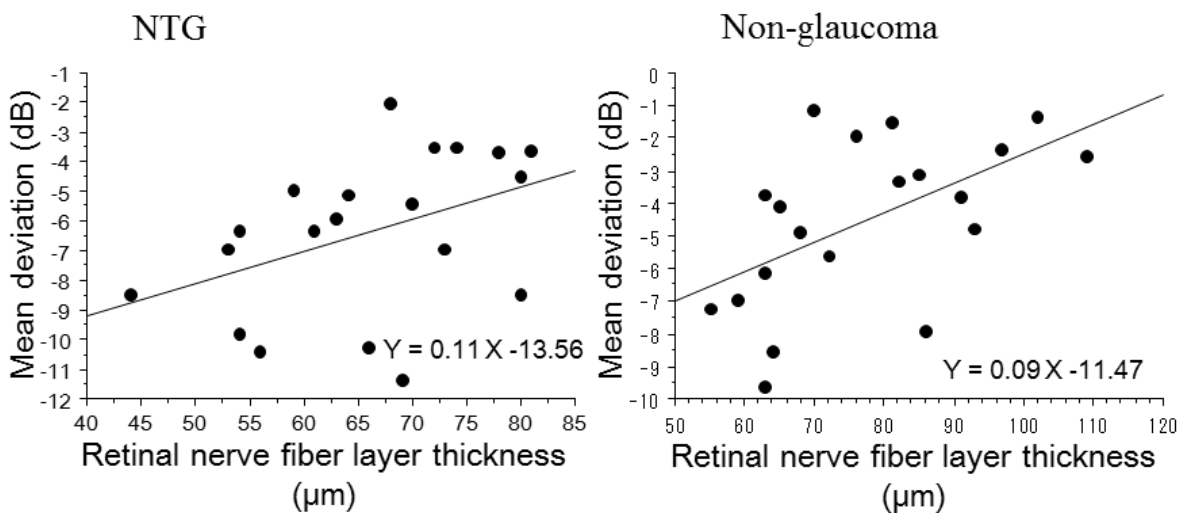 NTG
Mean deviation (dB)
-1
-2
-3
-4
-5
-6
-7
-8
-9
-10
-11
-12
Y = 0.11 X -13.56
40 45 50 55 60 65 70 75 80 85
Retinal nerve fiber layer thickness
(μm)
Non-glaucoma
Mean deviation (dB)
0
-1
-2
-3
-4
-5
-6
-7
-8
-9
-10
Y = 0.09 X -11.47
50 60 70 80 90 100 110 120
Retinal nerve fiber layer thickness
(μm)